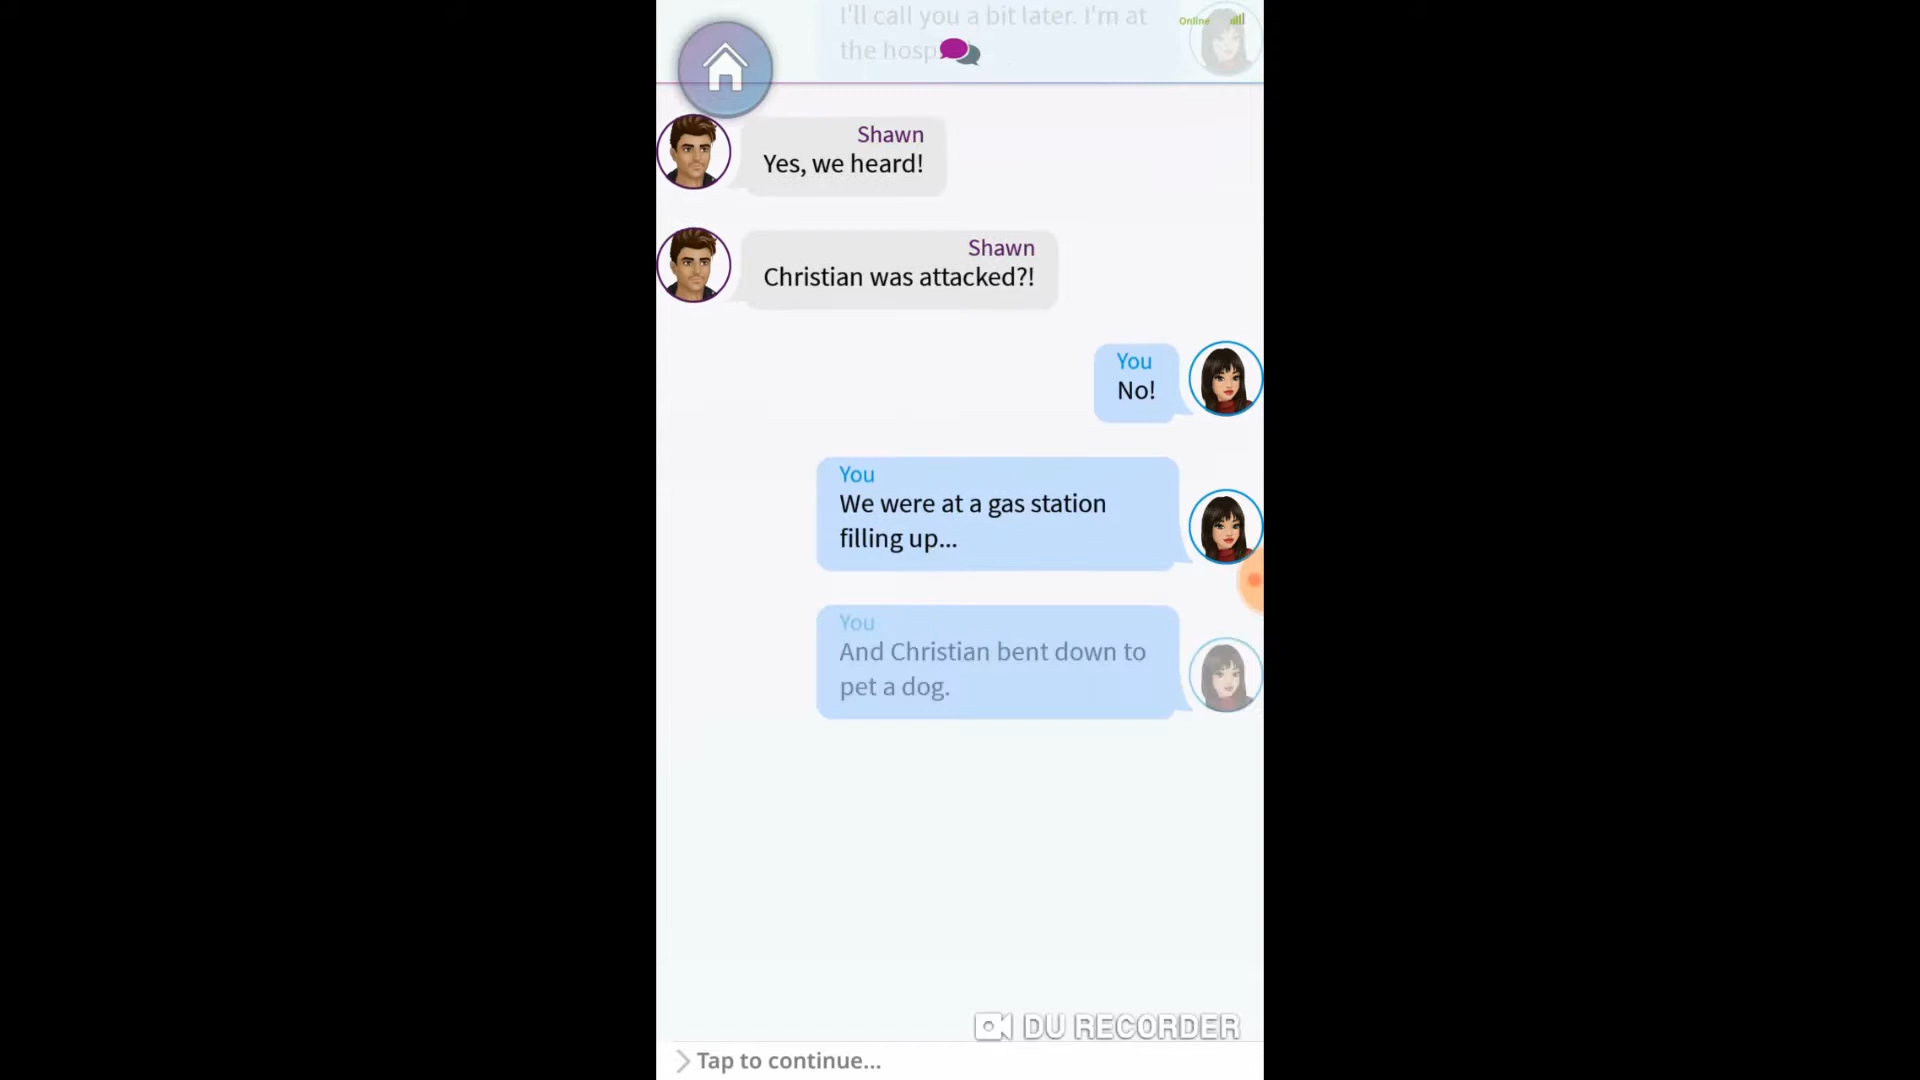 I'll call you a bit later. I'm at
the hosp
Online
Shawn
Yes, we heard!
Shawn
Christian was attacked?!
You
No!
You
We were at a gas station
filling up...
You
And Christian bent down to
pet a dog.
DU RECORDER
Tap to continue...